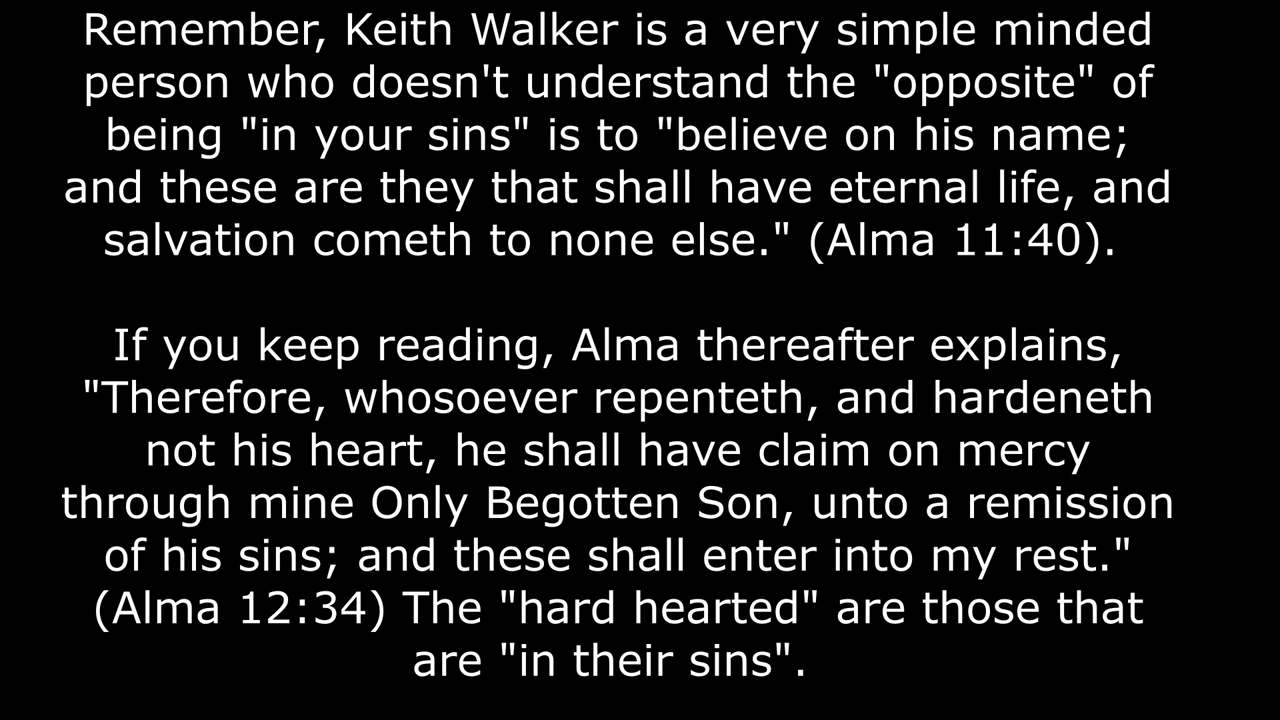 Remember, Keith Walker is a very simple minded
person who doesn't understand the "opposite" of
being "in your sins" is to "believe on his name;
and these are they that shall have eternal life, and
salvation cometh to none else." (Alma 11:40).
If you keep reading, Alma thereafter explains,
"Therefore, whosoever repenteth, and hardeneth
not his heart, he shall have claim on mercy
through mine Only Begotten Son, unto a remission
of his sins; and these shall enter into my rest."
(Alma 12:34) The "hard hearted" are those that
are "in their sins".